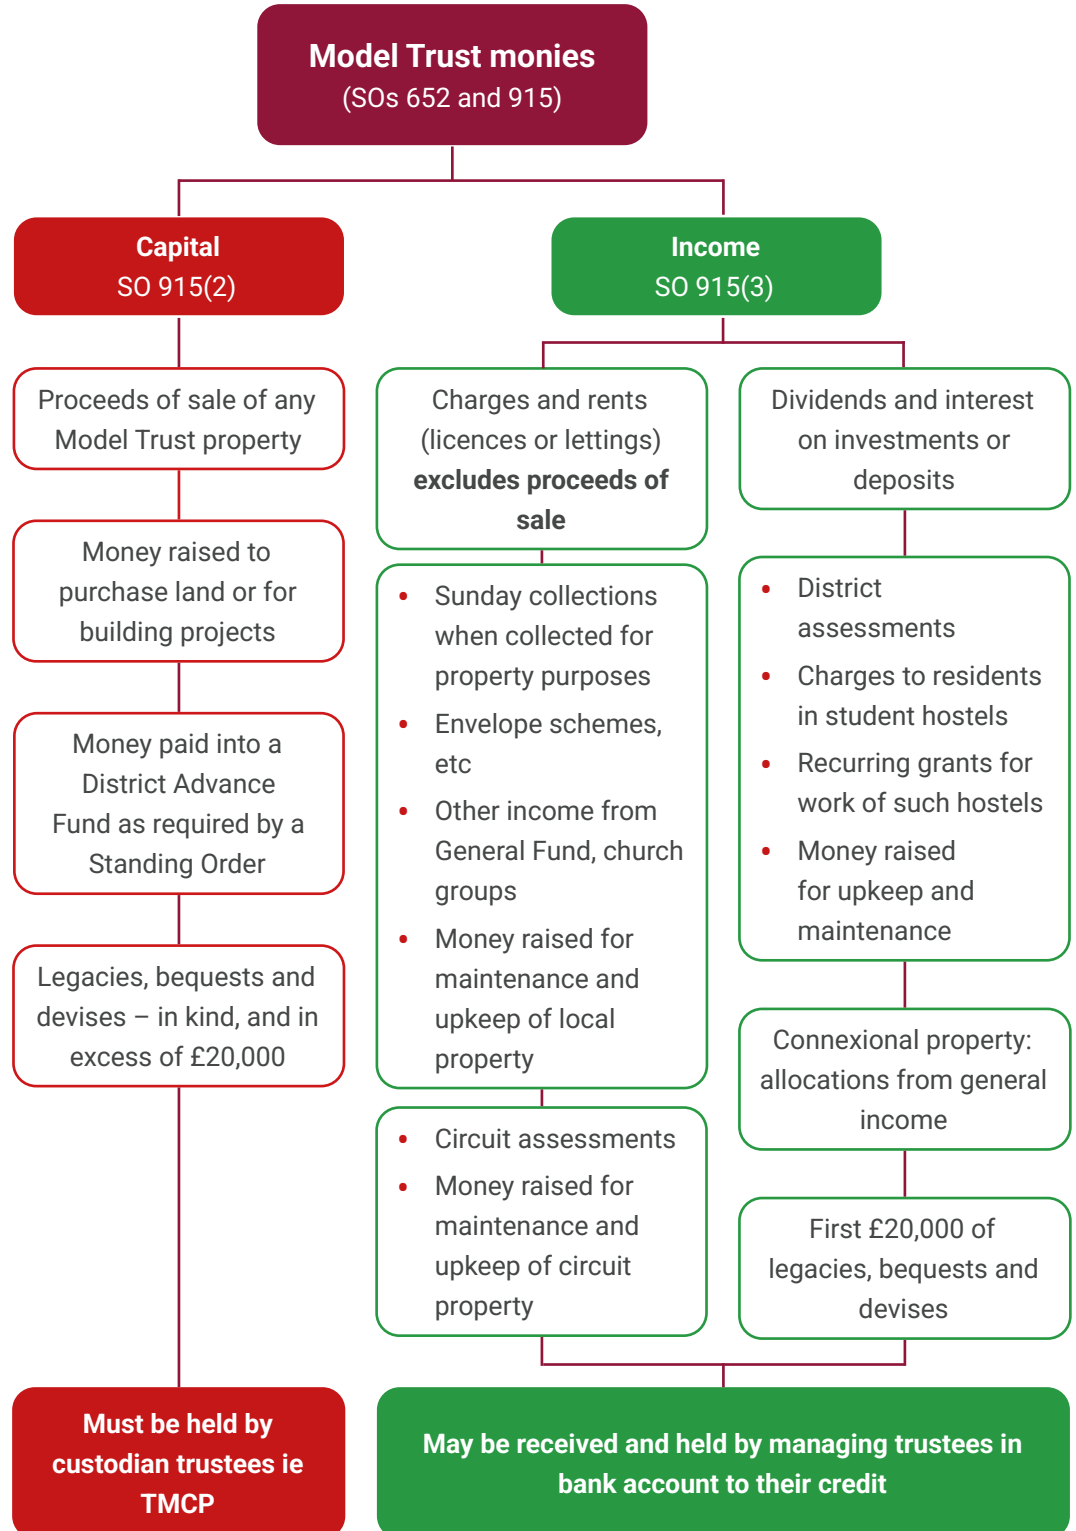 Model Trust monies
(SOs 652 and 915)
Capital
SO 915(2)
Proceeds of sale of any
Model Trust property
Money raised to
purchase land or for
building projects
Money paid into a
District Advance
Fund as required by a
Standing Order
Legacies, bequests and
devises – in kind, and in
excess of £20,000
Must be held by
custodian trustees ie
TMCP
Income
SO 915(3)
Charges and rents
(licences or lettings)
excludes proceeds of
sale
• Sunday collections
when collected for
property purposes
• Envelope schemes,
etc
• Other income from
General Fund, church
groups
• Money raised for
maintenance and
upkeep of local
property
• Circuit assessments
• Money raised for
maintenance and
upkeep of circuit
property
Dividends and interest
on investments or
deposits
• District
assessments
• Charges to residents
in student hostels
• Recurring grants for
work of such hostels
• Money raised
for upkeep and
maintenance
Connexional property:
allocations from general
income
First £20,000 of
legacies, bequests and
devises
May be received and held by managing trustees in
bank account to their credit